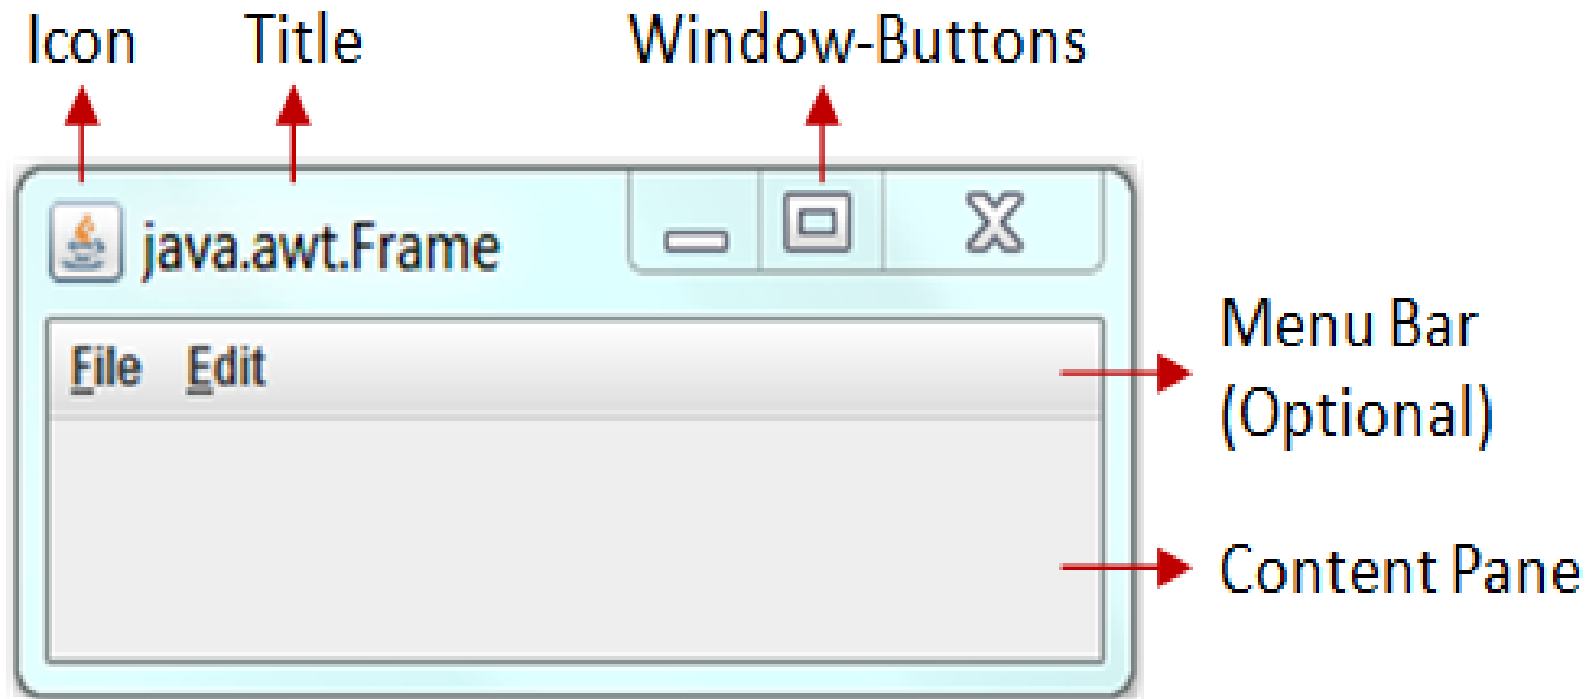 Icon Title Window-Buttons
java.awt.Frame
File Edit
Menu Bar
(Optional)
Content Pane